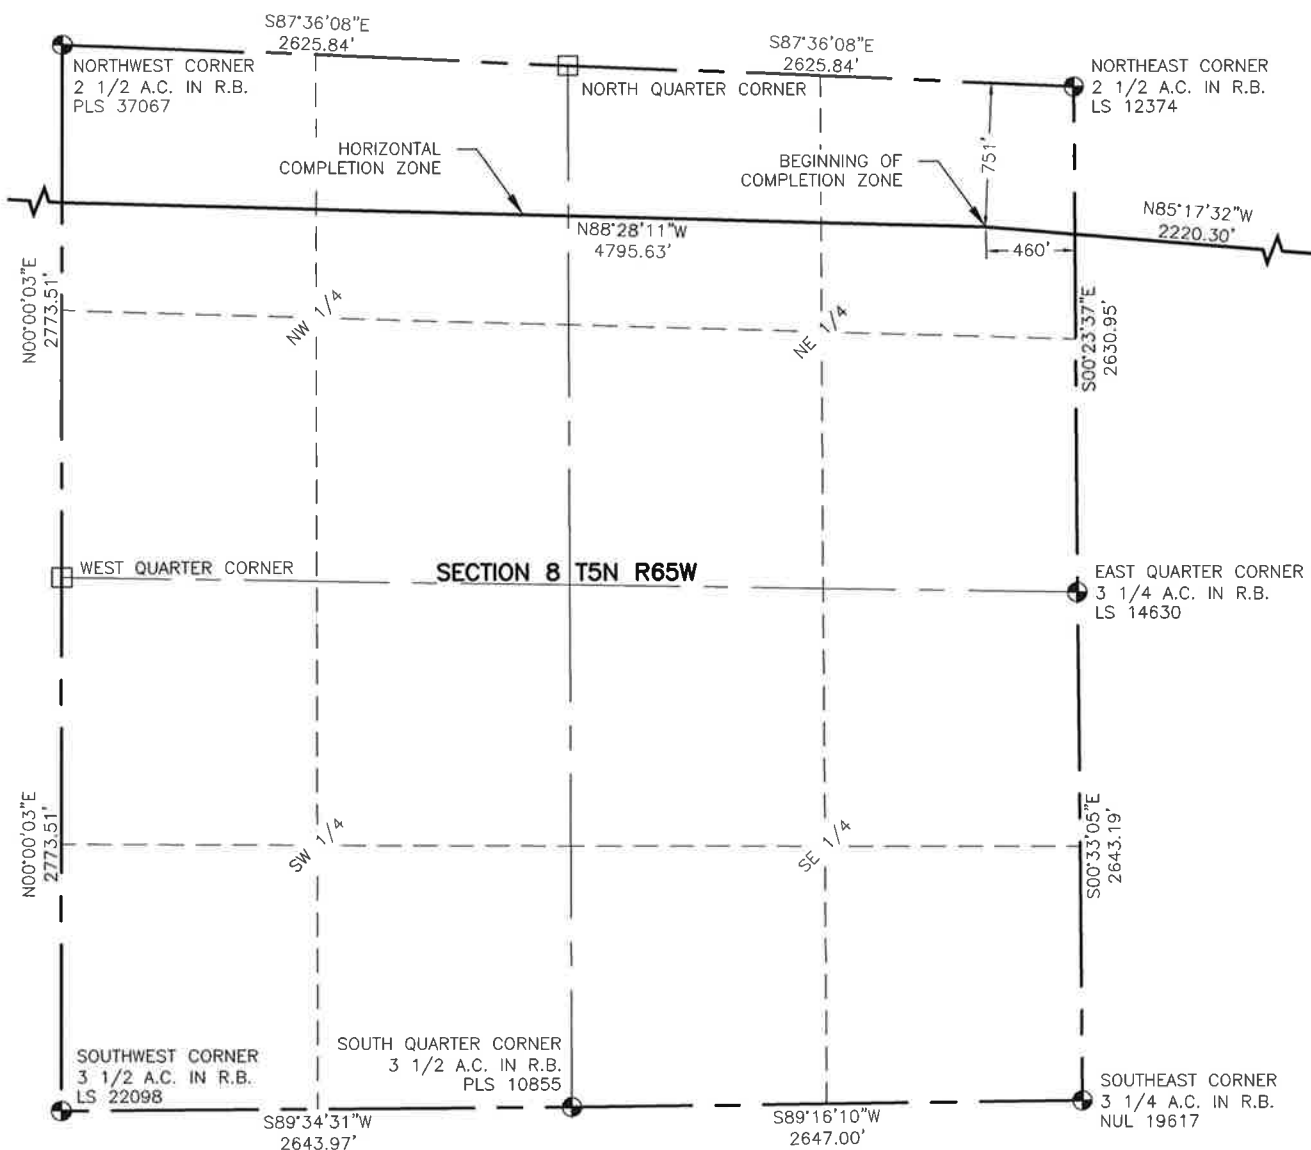 S87°36'08"E
2625.84'
S87°36'08"E
2625.84'
NORTHWEST CORNER
2 1/2 A.C. IN R.B.
PLS 37067
NORTH QUARTER CORNER
NORTHEAST CORNER
2 1/2 A.C. IN R.B.
LS 12374
HORIZONTAL
COMPLETION ZONE
BEGINNING OF
COMPLETION ZONE
751'
N88°28'11"W
4795.63'
460'
N85°17'32"W
2220.30'
N00°00'03"E
2773.51'
NW 1/4
NE 1/4
S00°23'37"E
2630.95'
WEST QUARTER CORNER
SECTION 8 T5N R65W
EAST QUARTER CORNER
3 1/4 A.C. IN R.B.
LS 14630
N00°00'03"E
2773.51'
SW 1/4
SE 1/4
S00°33'05"E
2643.19'
SOUTHWEST CORNER
3 1/2 A.C. IN R.B.
LS 22098
SOUTH QUARTER CORNER
3 1/2 A.C. IN R.B.
PLS 10855
SOUTHEAST CORNER
3 1/4 A.C. IN R.B.
NUL 19617
S89°34'31"W
2643.97'
S89°16'10"W
2647.00'